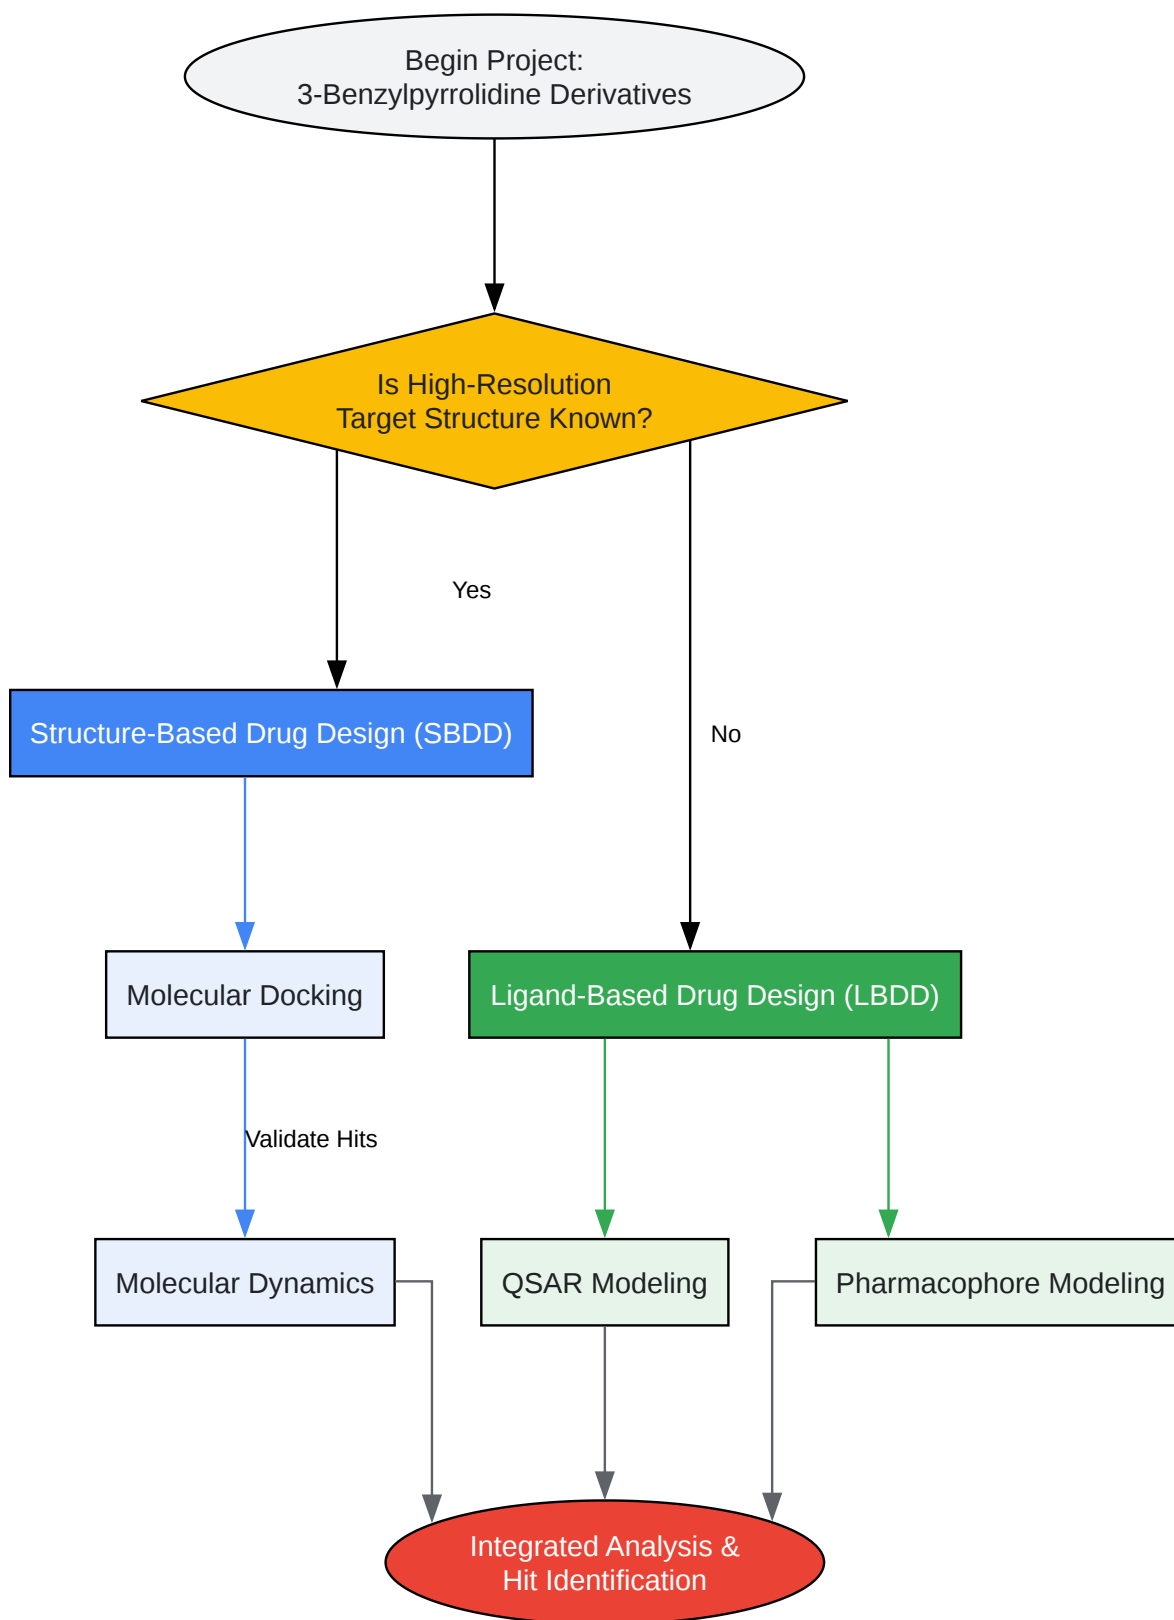 Begin Project:
3-Benzylpyrrolidine Derivatives
Is High-Resolution
Target Structure Known?
Yes
Structure-Based Drug Design (SBDD)
No
Molecular Docking
Ligand-Based Drug Design (LBDD)
Validate Hits
Molecular Dynamics
QSAR Modeling
Pharmacophore Modeling
Integrated Analysis &
Hit Identification